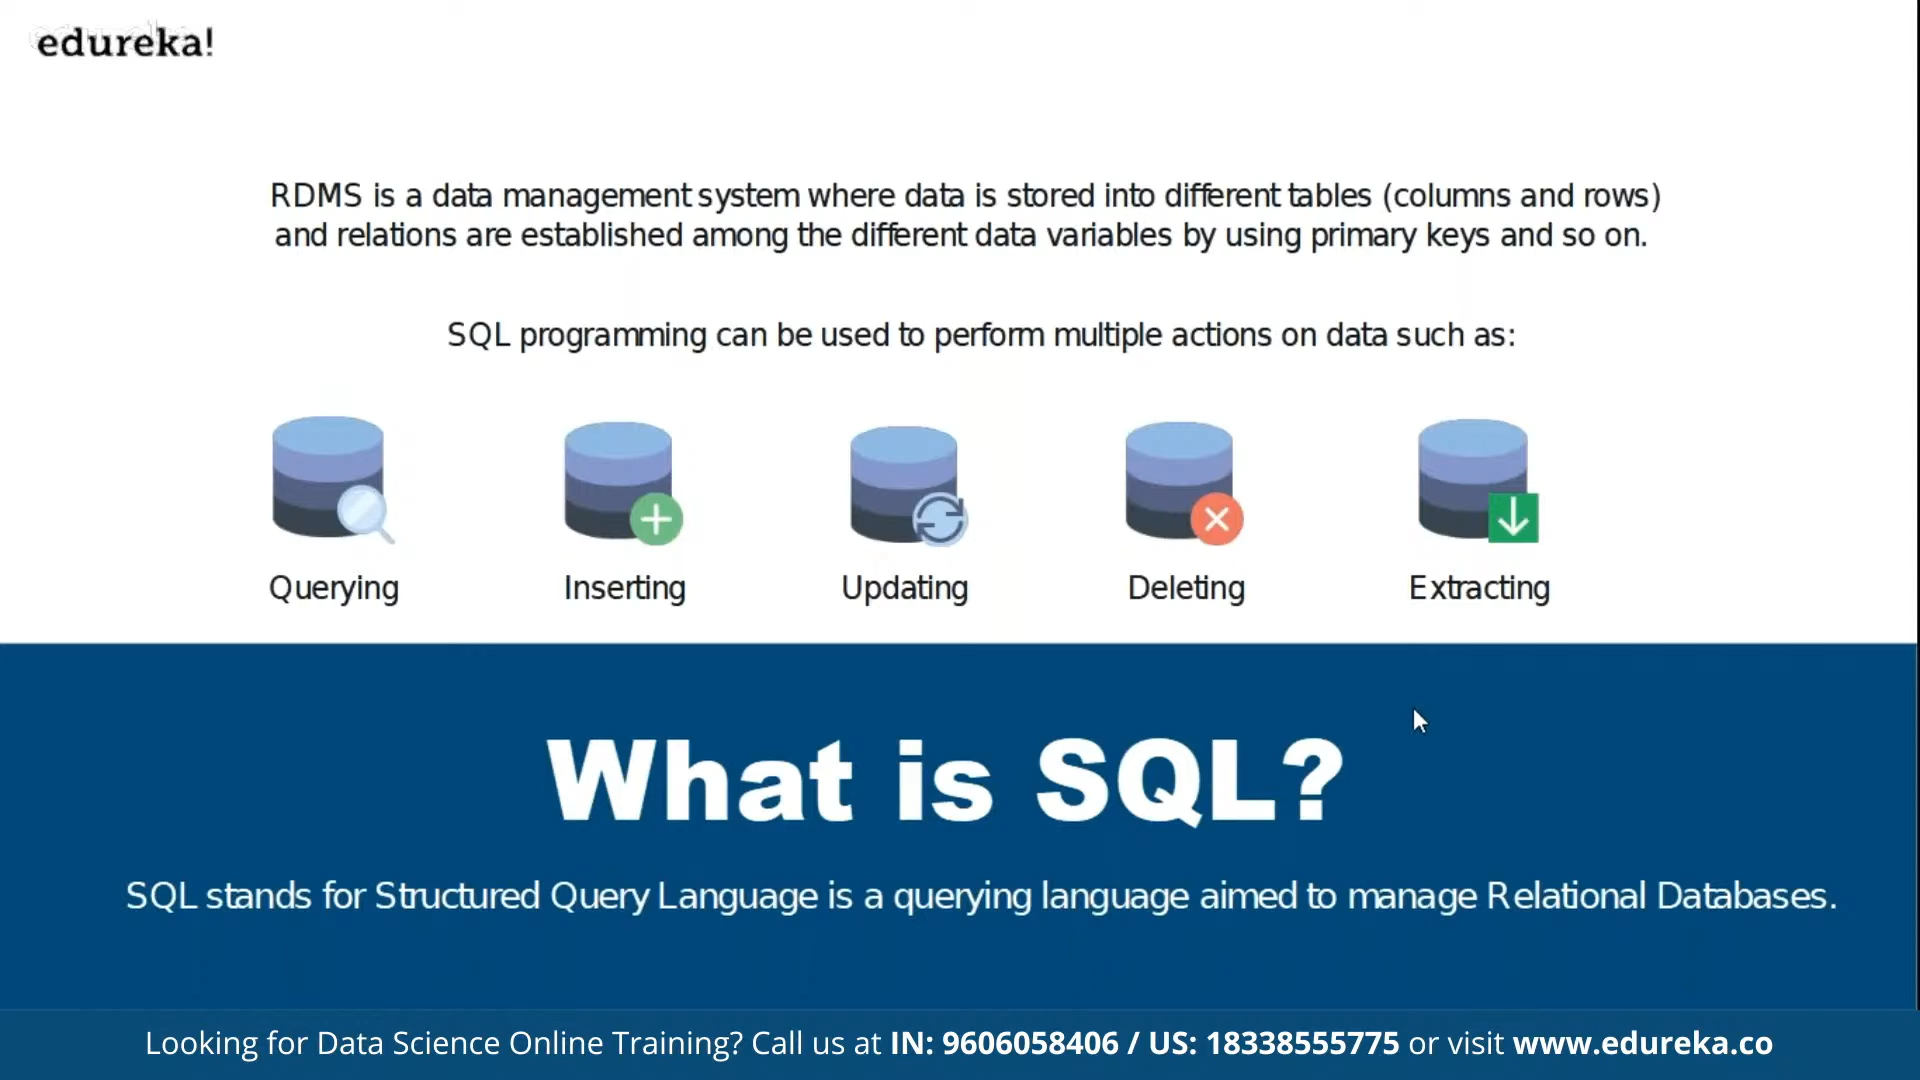 edureka!
RDMS is a data management system where data is stored into different tables (columns and rows)
and relations are established among the different data variables by using primary keys and so on.
SQL programming can be used to perform multiple actions on data such as:
Querying Inserting Updating Deleting Extracting
What is SQL?
SQL stands for Structured Query Language is a querying language aimed to manage Relational Databases.
Looking for Data Science Online Training? Call us at IN: 9606058406 / US: 18338555775 or visit www.edureka.co